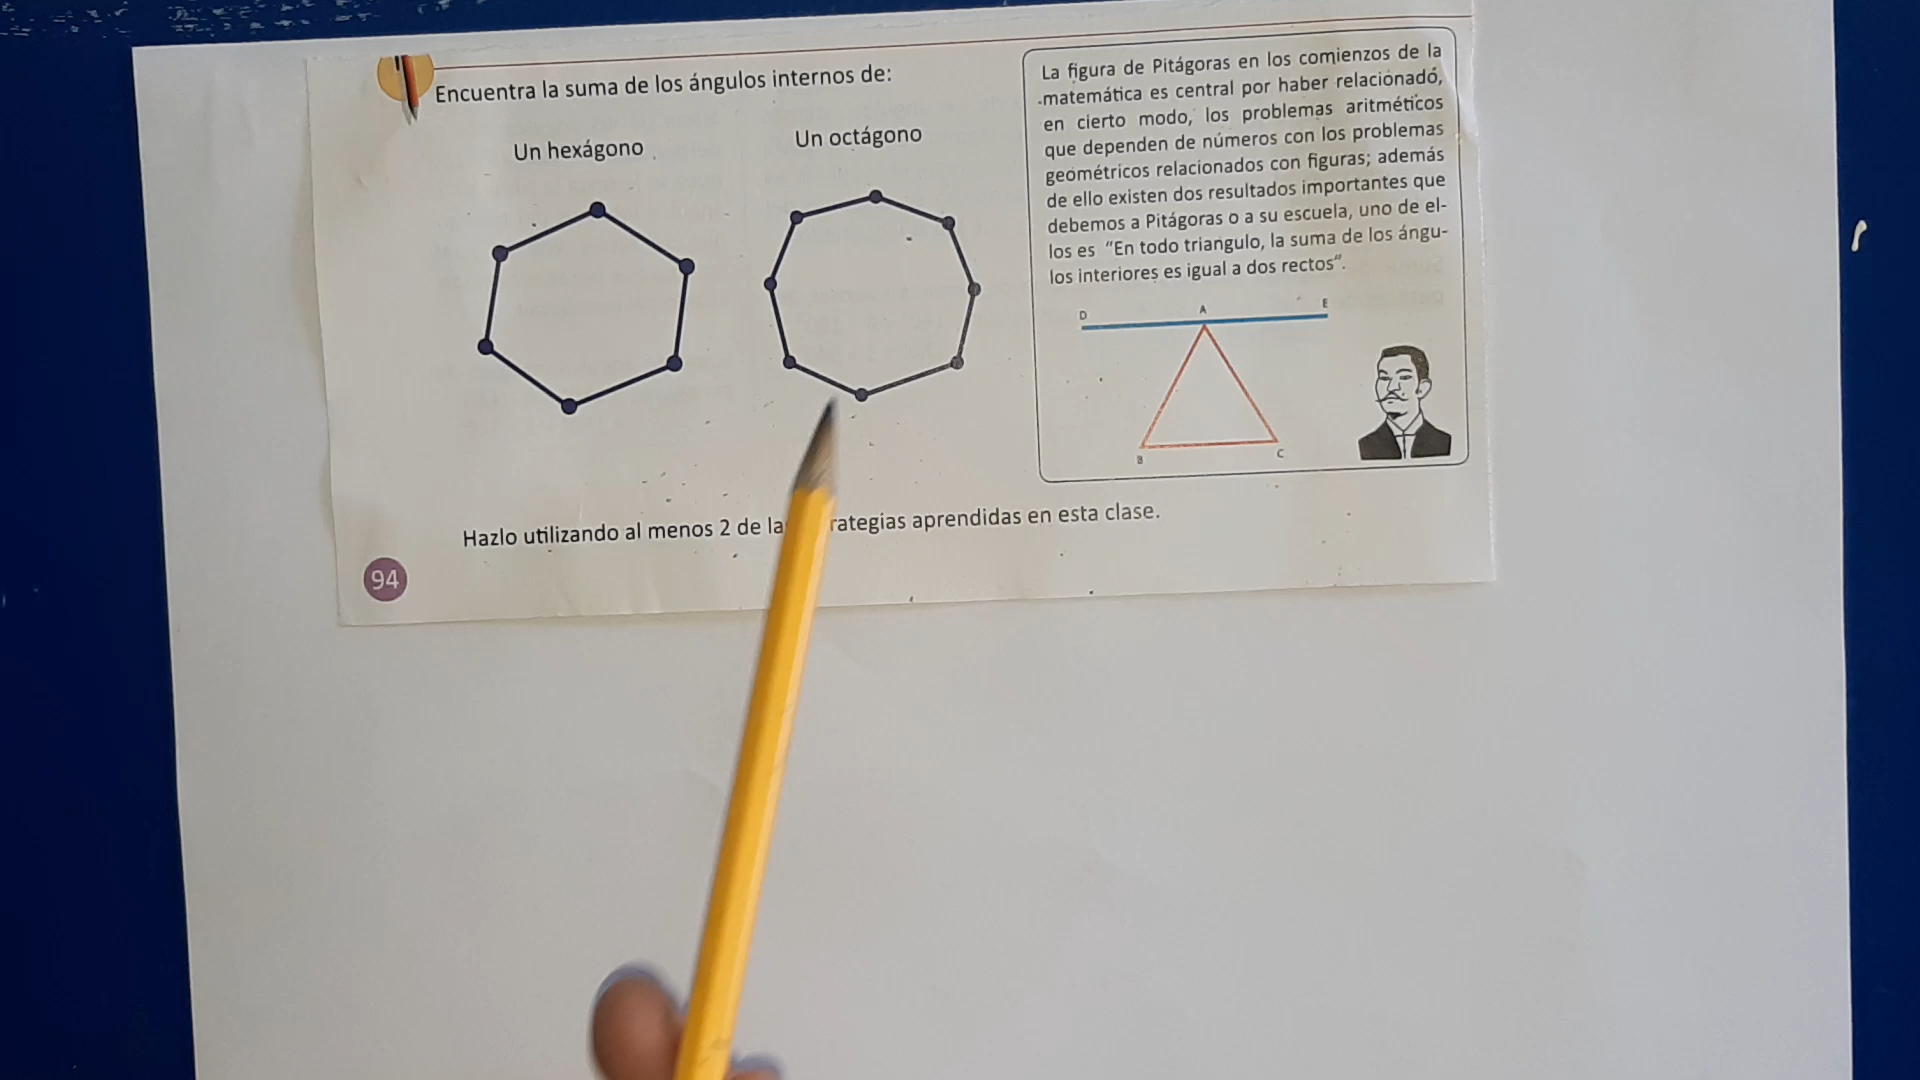 Encuentra la suma de los ángulos internos de:
Un hexágono
Un octágono
La figura de Pitágoras en los comienzos de la
matemática es central por haber relacionado,
en cierto modo, los problemas aritméticos
que dependen de números con los problemas
geométricos relacionados con figuras; además
de ello existen dos resultados importantes que
debemos a Pitágoras o a su escuela, uno de el-
los es “En todo triangulo, la suma de los ángu-
los interiores es igual a dos rectos”.
D A E
B C
Hazlo utilizando al menos 2 de aprendidas en esta clase.
94